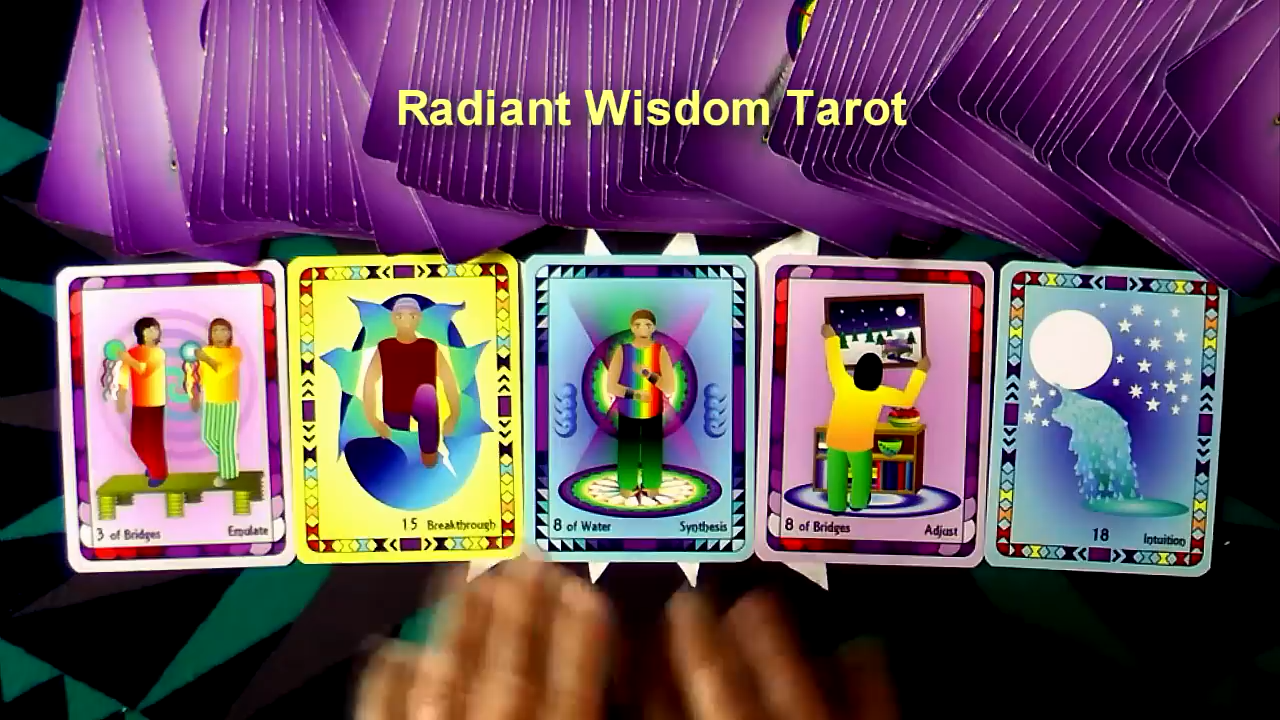 Radiant Wisdom Tarot
3 of Bridges Emulate
15 Breakthrough
8 of Water Synthesis
8 of Bridges Adjust
18 Intuition